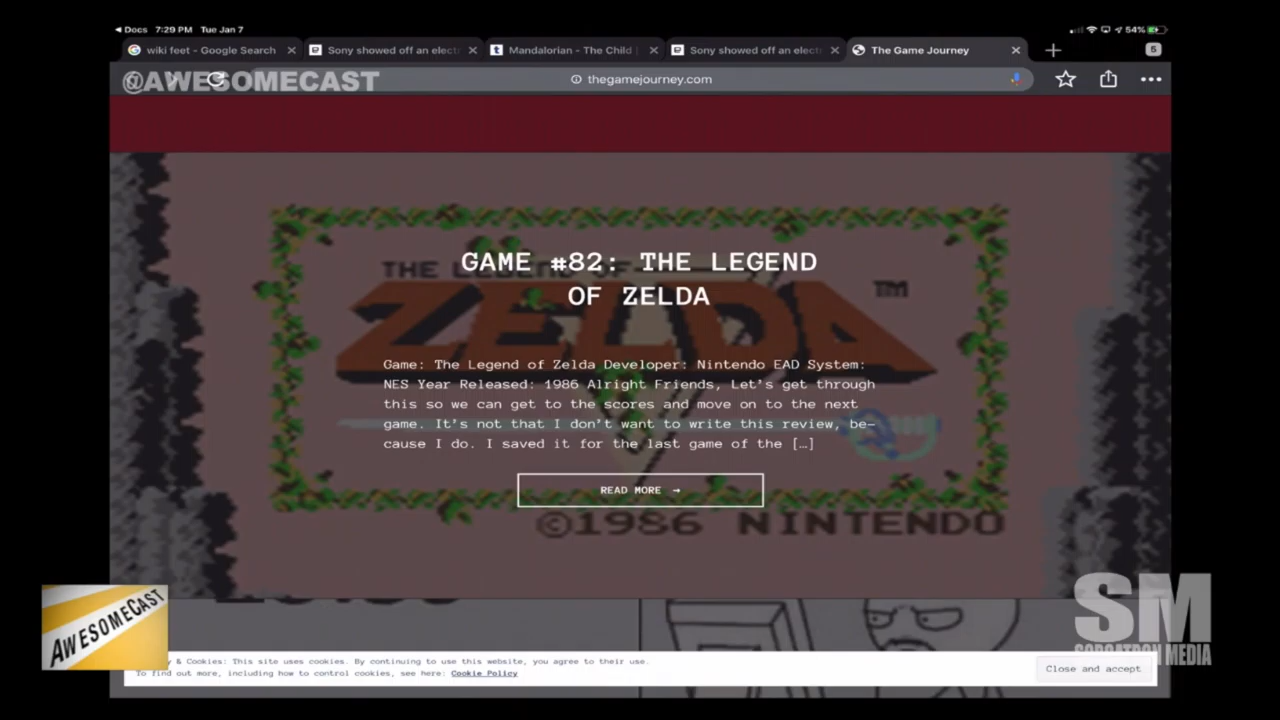 Docs 7:29 PM Tue Jan 7
54%
wiki feet - Google Search
Sony showed off an elect
Mandalorian - The Child |
Sony showed off an elect
The Game Journey
5
@AWESOMECAST
thegamejourney.com
THE LEGEND OF
ZELDA
TM
GAME #82: THE LEGEND
OF ZELDA
Game: The Legend of Zelda Developer: Nintendo EAD System:
NES Year Released: 1986 Alright Friends, Let's get through
this so we can get to the scores and move on to the next
game. It's not that I don't want to write this review, be-
cause I do. I saved it for the last game of the […]
READ MORE →
©1986 NINTENDO
AWESOMECAST
SM
SORGATRON MEDIA
y & Cookies: This site uses cookies. By continuing to use this website, you agree to their use.
To find out more, including how to control cookies, see here: Cookie Policy
Close and accept